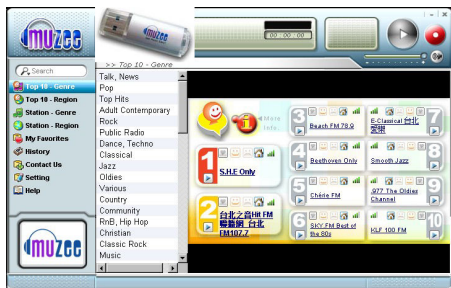 muzee
00 : 00 : 00
>> Top 10 - Genre
Search
Top 10 - Genre
Top 10 - Region
Station - Genre
Station - Region
My Favorites
History
Contact Us
Setting
Help
muzee
Talk, News
Pop
Top Hits
Adult Contemporary
Rock
Public Radio
Dance, Techno
Classical
Jazz
Oldies
Various
Country
Community
RnB, Hip Hop
Christian
Classic Rock
Music
More
Info
1
S.H.E Only
2
台北之音Hit FM
聯播網 台北
FM107.7
3
Beach FM 78.9
4
Beethoven Only
5
Chérie FM
6
SKY.FM Best of
the 80s
7
E-Classical 台北
愛樂
8
Smooth Jazz
9
.977 The Oldies
Channel
10
KLF 100 FM